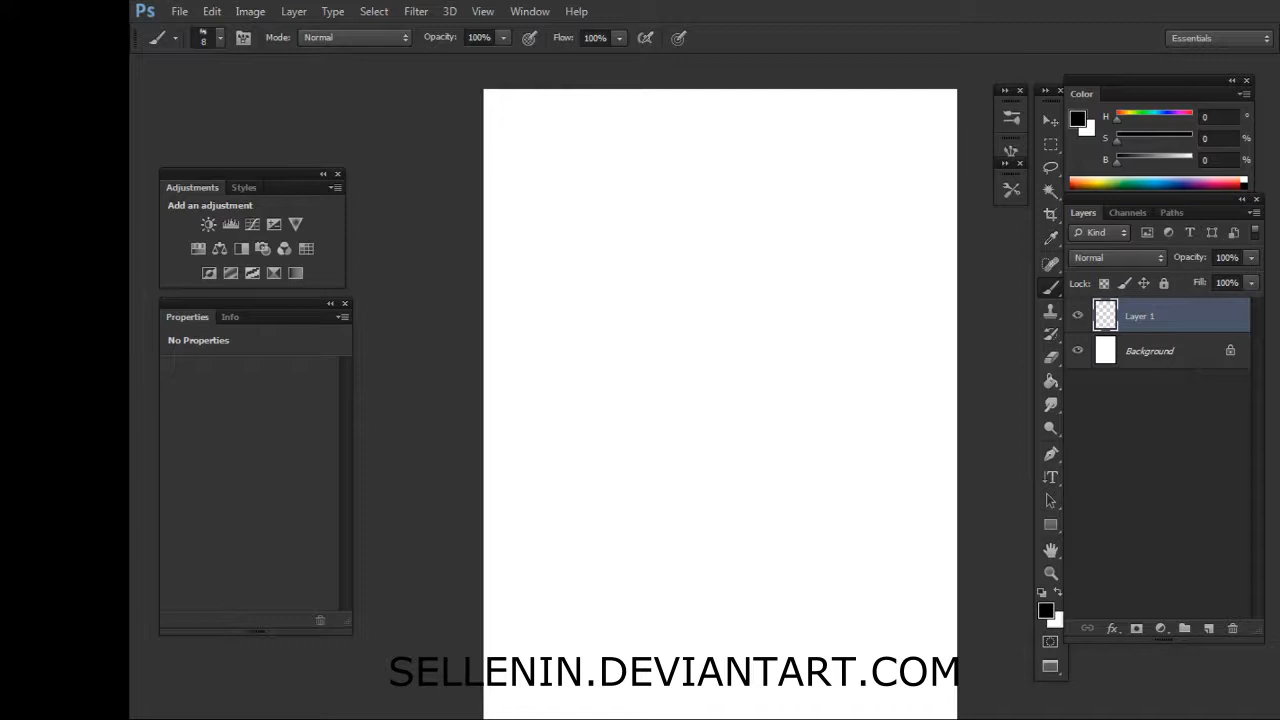 Ps File Edit Image Layer Type Select Filter 3D View Window Help
8 Mode: Normal Opacity: 100% Flow: 100% Essentials
Color
H 0 °
S 0 %
B 0 %
Adjustments Styles
Add an adjustment
Layers Channels Paths
Kind T
Normal Opacity: 100%
Lock: Fill: 100%
Properties Info
No Properties
Layer 1
Background
T
fx
SELLENIN.DEVIANTART.COM